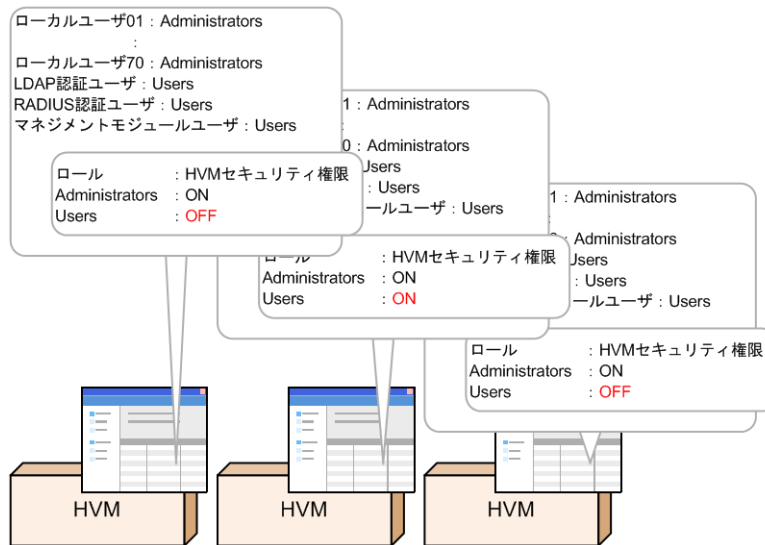 ローカルユーザ01：Administrators
：
ローカルユーザ70：Administrators
LDAP認証ユーザ：Users
RADIUS認証ユーザ：Users
マネジメントモジュールユーザ：Users
ロール：HVMセキュリティ権限
Administrators：ON
Users：OFF
1：Administrators
：
0：Administrators
Users
：Users
ールユーザ：Users
ロール：HVMセキュリティ権限
Administrators：ON
Users：ON
1：Administrators
：
Administrators
Users
：Users
ールユーザ：Users
ロール：HVMセキュリティ権限
Administrators：ON
Users：OFF
HVM
HVM
HVM